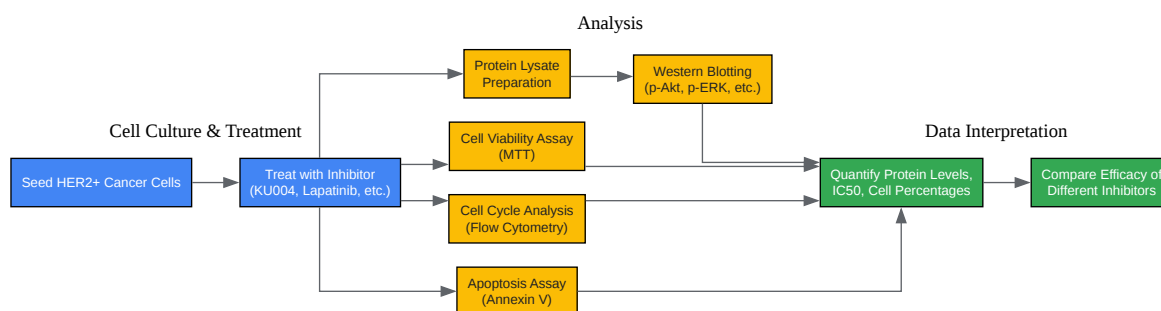 Analysis
Protein Lysate
Preparation
Western Blotting
(p-Akt, p-ERK, etc.)
Cell Culture & Treatment
Cell Viability Assay
(MTT)
Data Interpretation
Seed HER2+ Cancer Cells
Treat with Inhibitor
(KU004, Lapatinib, etc.)
Quantify Protein Levels,
IC50, Cell Percentages
Compare Efficacy of
Different Inhibitors
Cell Cycle Analysis
(Flow Cytometry)
Apoptosis Assay
(Annexin V)